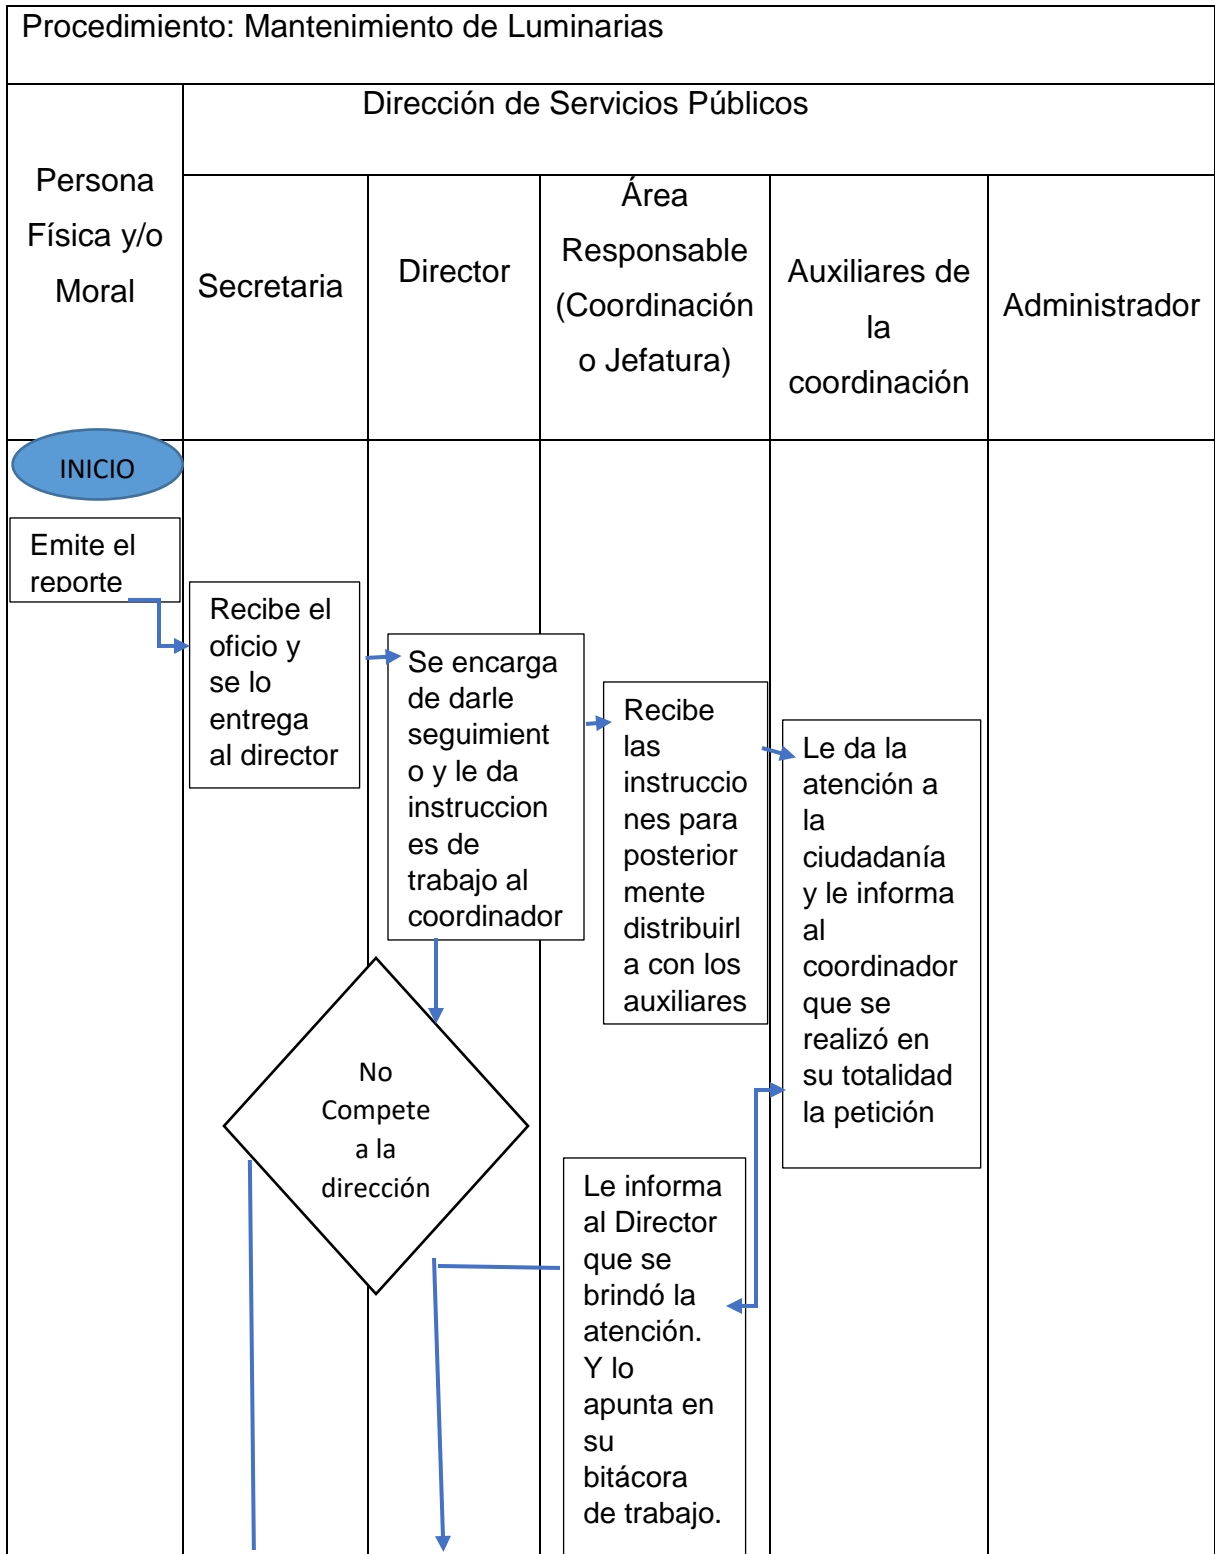 Procedimiento: Mantenimiento de Luminarias
Dirección de Servicios Públicos
Persona
Física y/o
Moral
Secretaria
Director
Área
Responsable
(Coordinación
o Jefatura)
Auxiliares de
la
coordinación
Administrador
INICIO
Emite el
reporte
Recibe el
oficio y
se lo
entrega
al director
Se encarga
de darle
seguimient
o y le da
instruccion
es de
trabajo al
coordinador
Recibe
las
instruccio
nes para
posterior
mente
distribuirl
a con los
auxiliares
Le da la
atención a
la
ciudadanía
y le informa
al
coordinador
que se
realizó en
su totalidad
la petición
No
Compete
a la
dirección
Le informa
al Director
que se
brindó la
atención.
Y lo
apunta en
su
bitácora
de trabajo.